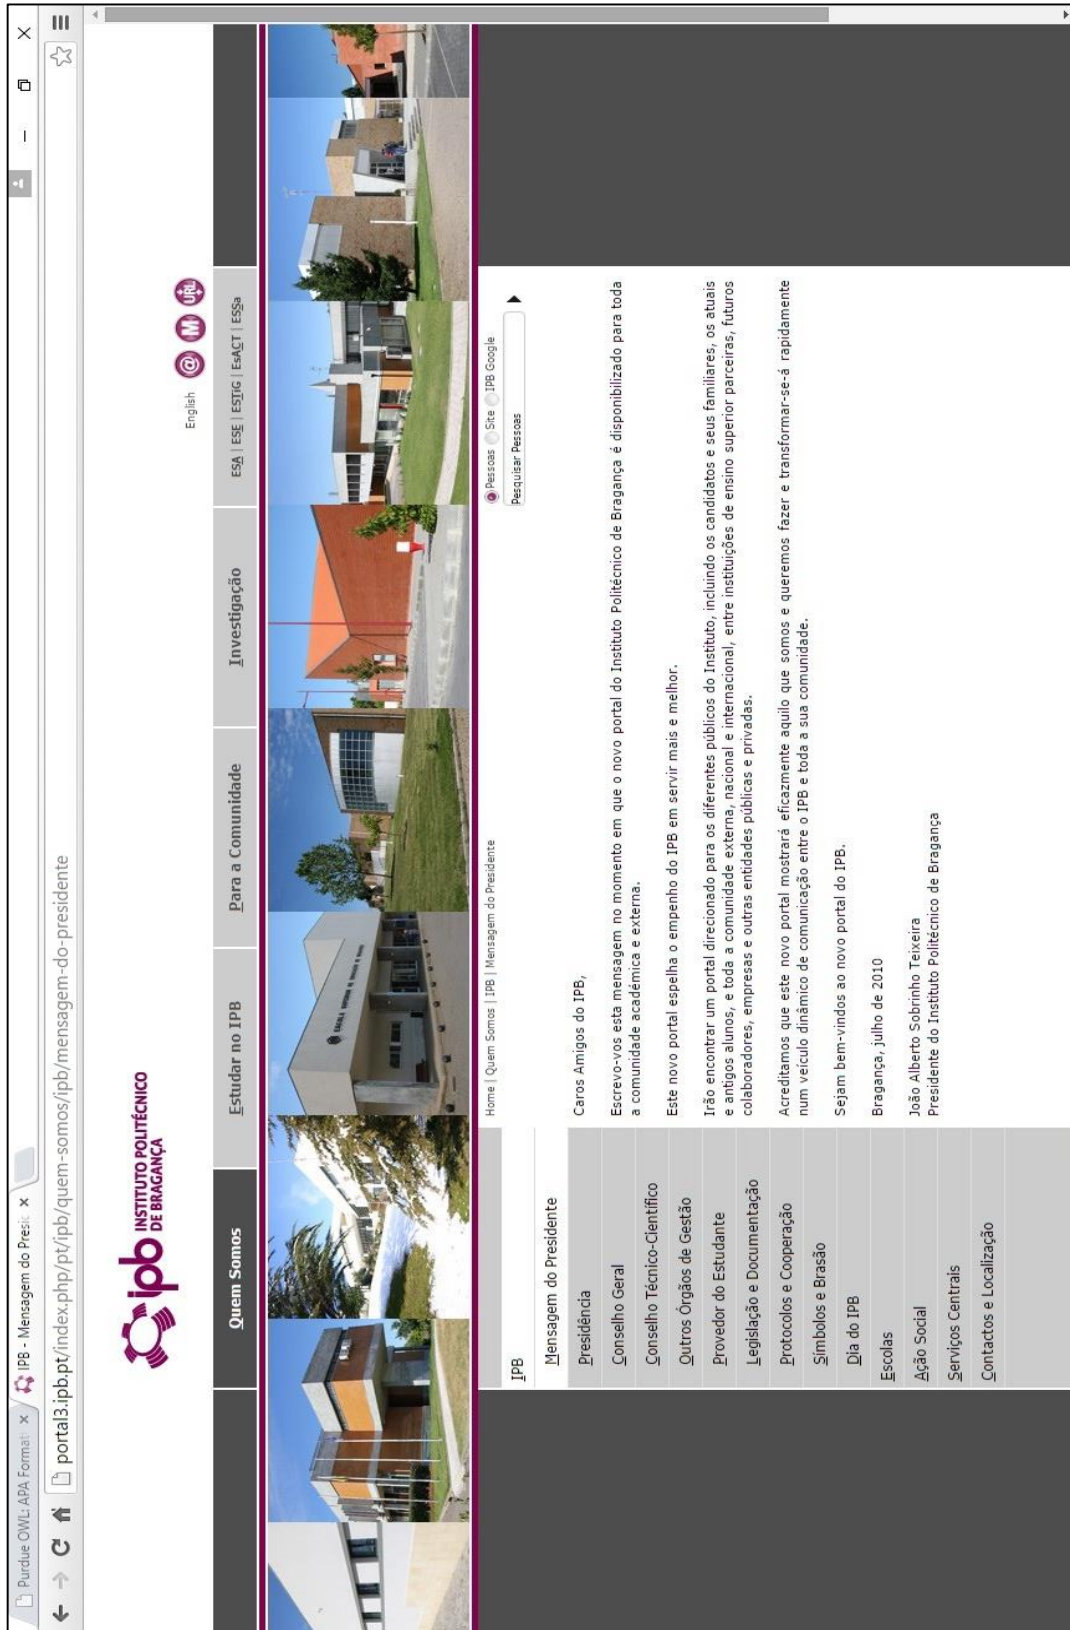 Purdue OWL: APA Format
IPB - Mensagem do Presid
portal3.ipb.pt/index.php/pt/ipb/quem-somos/ipb/mensagem-do-presidente
ipb INSTITUTO POLITÉCNICO
DE BRAGANÇA
English @ M URL
Quem Somos
Estudar no IPB
Para a Comunidade
Investigação
ESA | ESE | ESTiG | EsACT | ESSa
Home | Quem Somos | IPB | Mensagem do Presidente
Pessoas Site IPB Google
Pesquisar Pessoas
IPB
Mensagem do Presidente
Presidência
Conselho Geral
Conselho Técnico-Científico
Outros Órgãos de Gestão
Provedor do Estudante
Legislação e Documentação
Protocolos e Cooperação
Símbolos e Brasão
Dia do IPB
Escolas
Ação Social
Serviços Centrais
Contactos e Localização
Caros Amigos do IPB,
Escrevo-vos esta mensagem no momento em que o novo portal do Instituto Politécnico de Bragança é disponibilizado para toda
a comunidade académica e externa.
Este novo portal espelha o empenho do IPB em servir mais e melhor.
Irão encontrar um portal direcionado para os diferentes públicos do Instituto, incluindo os candidatos e seus familiares, os atuais
e antigos alunos, e toda a comunidade externa, nacional e internacional, entre instituições de ensino superior parceiras, futuros
colaboradores, empresas e outras entidades públicas e privadas.
Acreditamos que este novo portal mostrará eficazmente aquilo que somos e queremos fazer e transformar-se-á rapidamente
num veículo dinâmico de comunicação entre o IPB e toda a sua comunidade.
Sejam bem-vindos ao novo portal do IPB.
Bragança, julho de 2010
João Alberto Sobrinho Teixeira
Presidente do Instituto Politécnico de Bragança